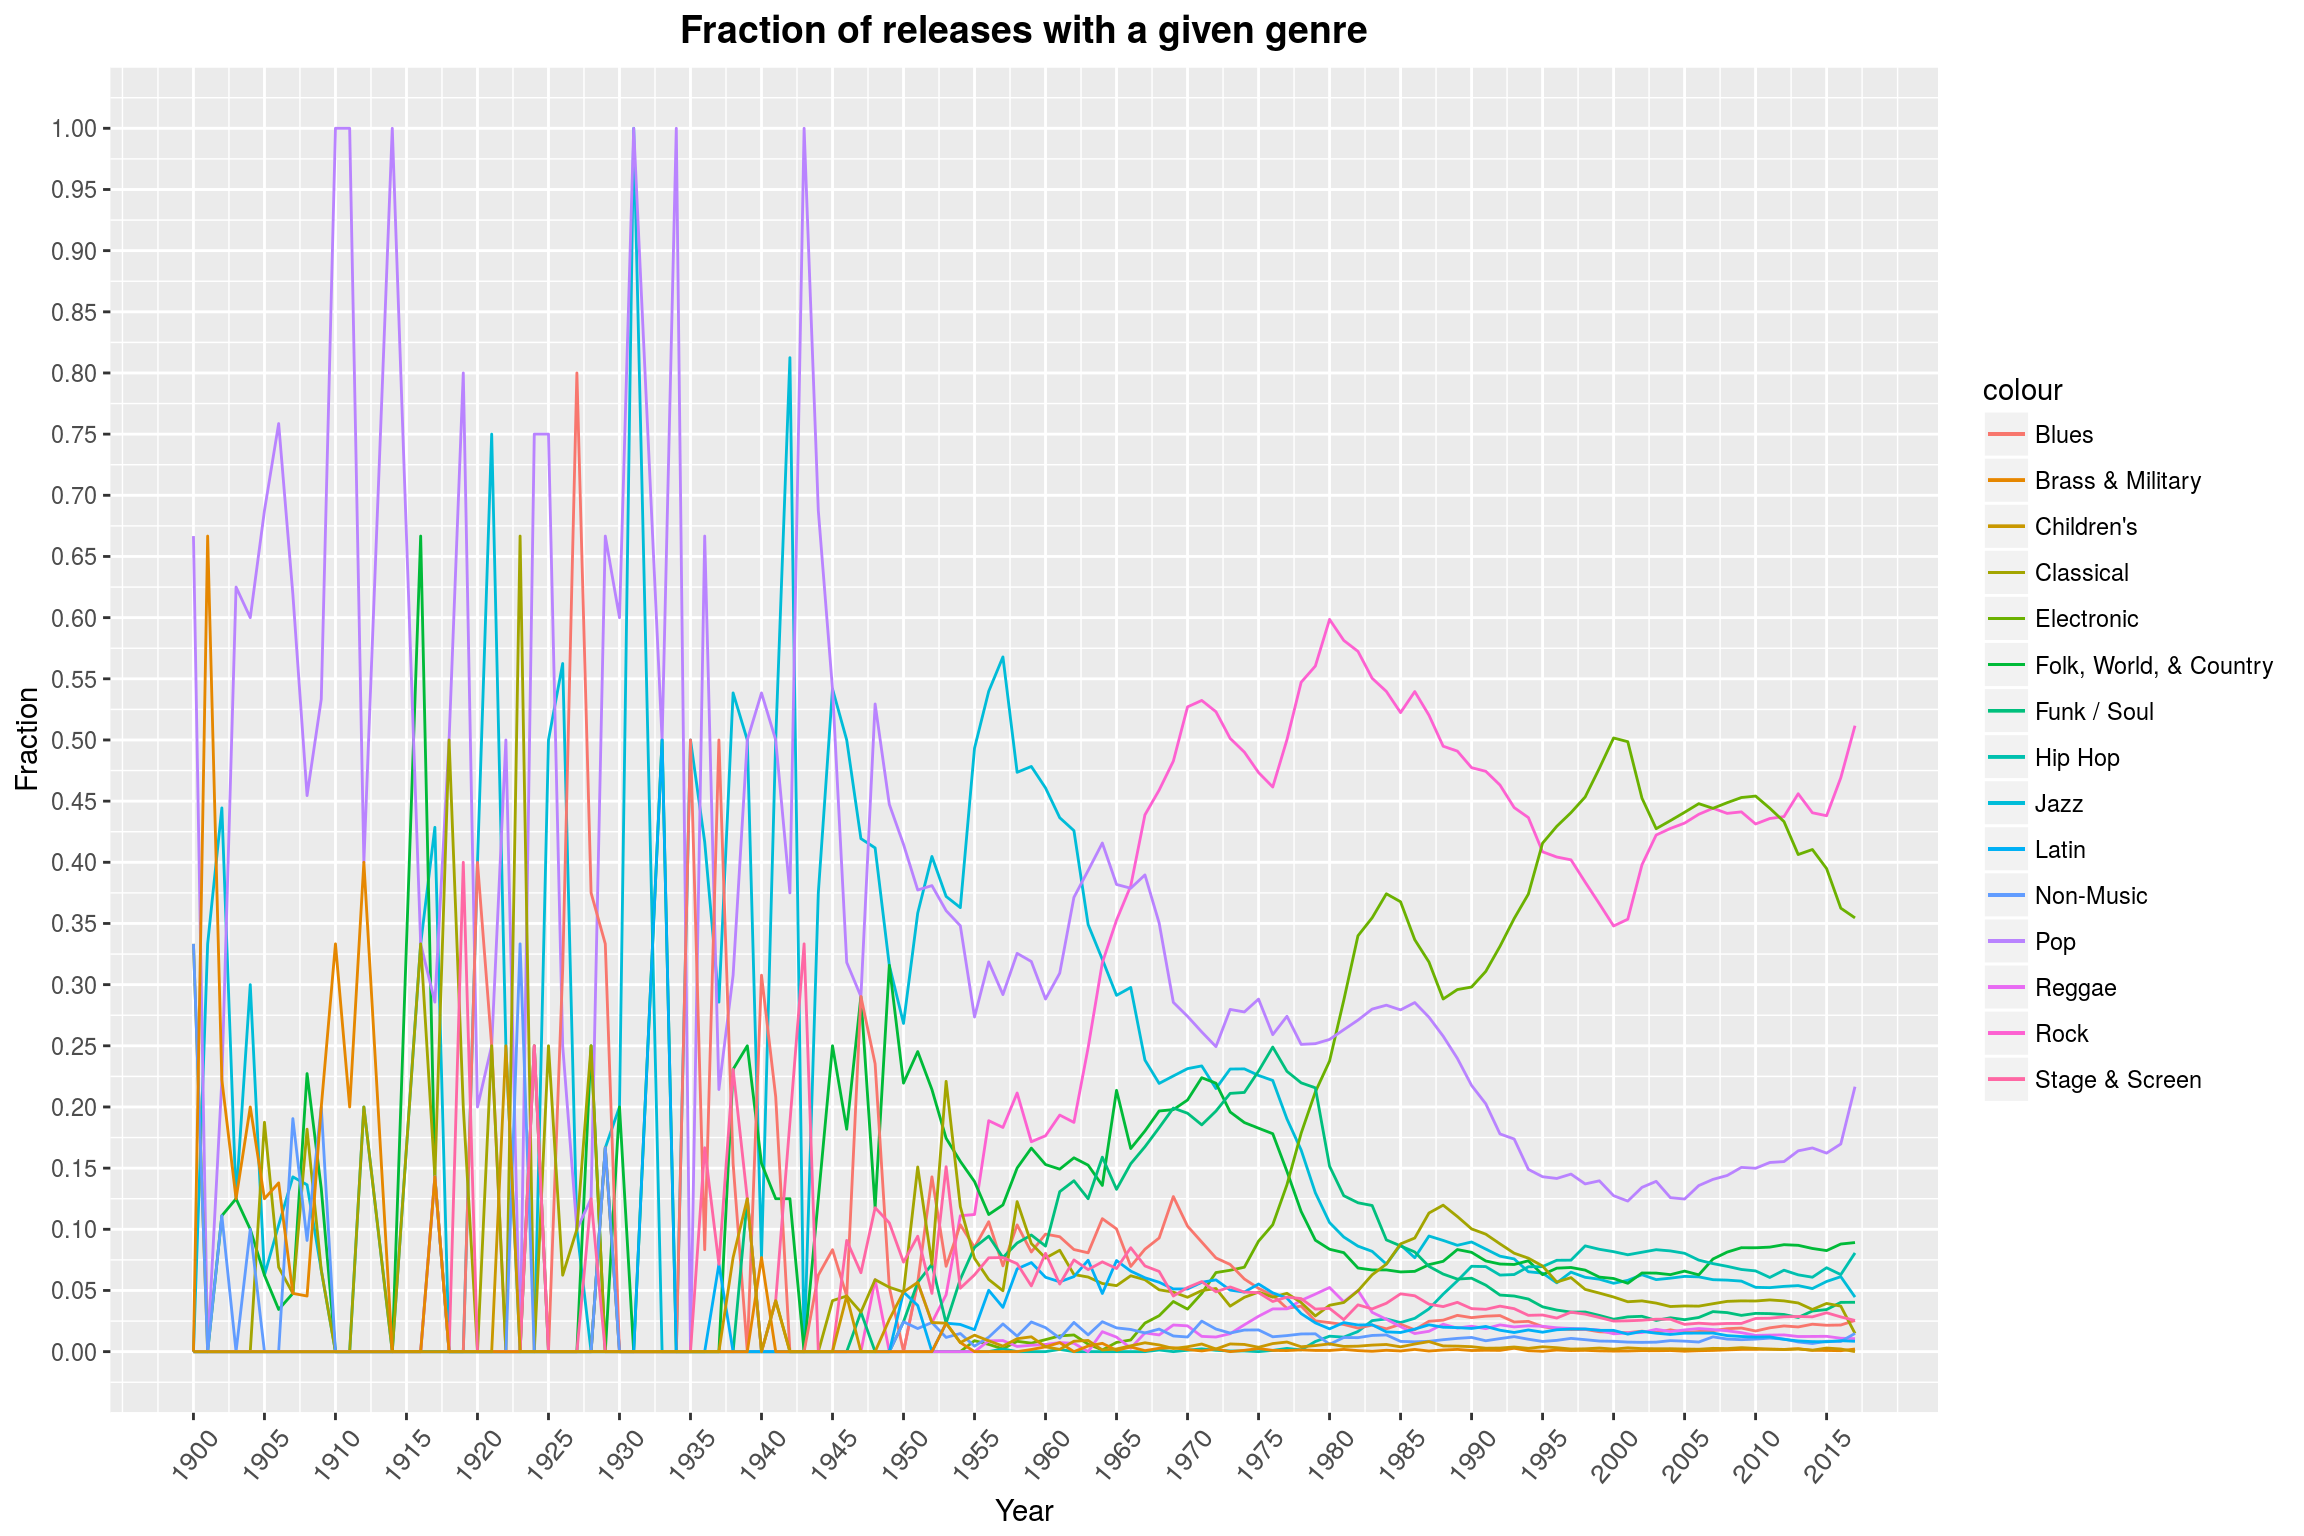 Fraction of releases with a given genre
1.00
0.95
0.90
0.85
0.80
0.75
0.70
0.65
0.60
0.55
0.50
0.45
0.40
0.35
0.30
0.25
0.20
0.15
0.10
0.05
0.00
Fraction
1900 1905 1910 1915 1920 1925 1930 1935 1940 1945 1950 1955 1960 1965 1970 1975 1980 1985 1990 1995 2000 2005 2010 2015
Year
colour
Blues
Brass & Military
Children's
Classical
Electronic
Folk, World, & Country
Funk / Soul
Hip Hop
Jazz
Latin
Non-Music
Pop
Reggae
Rock
Stage & Screen